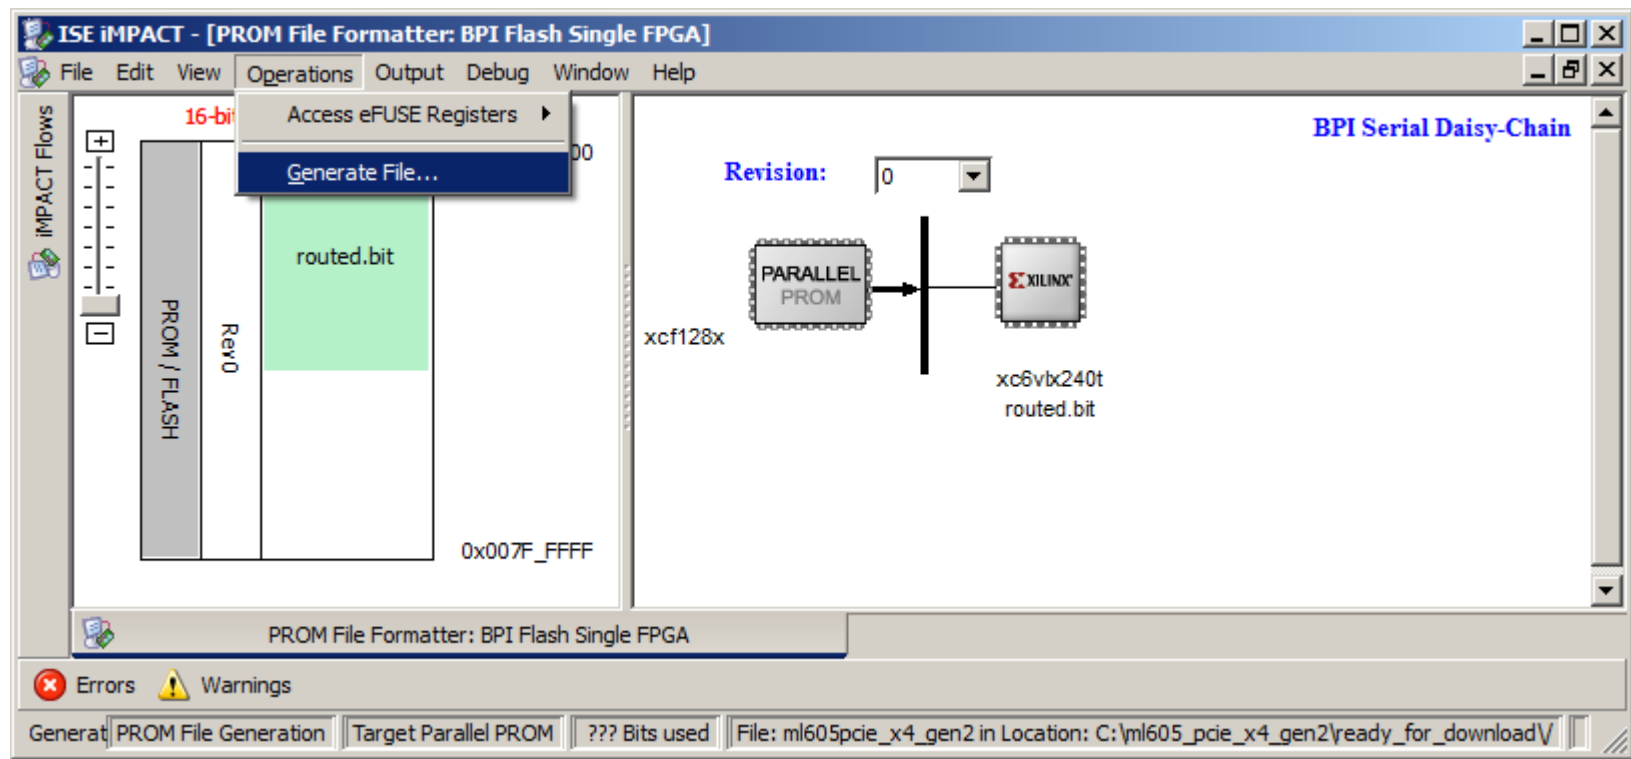 ISE iMPACT - [PROM File Formatter: BPI Flash Single FPGA]
File Edit View Operations Output Debug Window Help
iMPACT Flows
16-bi
Access eFUSE Registers
Generate File...
00
routed.bit
PROM / FLASH
Rev0
0x007F_FFFF
BPI Serial Daisy-Chain
Revision: 0
PARALLEL
PROM
XILINX
xcf128x
xc6vlx240t
routed.bit
PROM File Formatter: BPI Flash Single FPGA
Errors Warnings
Generat PROM File Generation Target Parallel PROM ??? Bits used File: ml605pcie_x4_gen2 in Location: C:\ml605_pcie_x4_gen2\ready_for_download\/